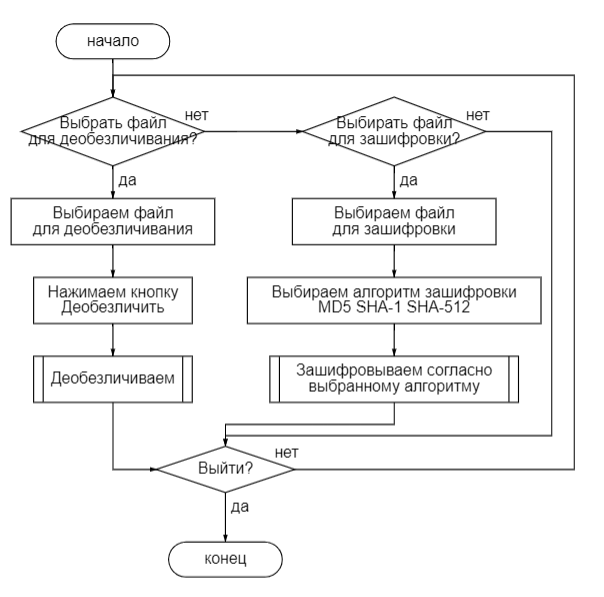 начало
Выбрать файл
для деобезличивания?
нет
Выбирать файл
для зашифровки?
нет
да
да
Выбираем файл
для деобезличивания
Выбираем файл
для зашифровки
Нажимаем кнопку
Деобезличить
Выбираем алгоритм зашифровки
MD5 SHA-1 SHA-512
Деобезличиваем
Зашифровываем согласно
выбранному алгоритму
Выйти?
нет
да
конец